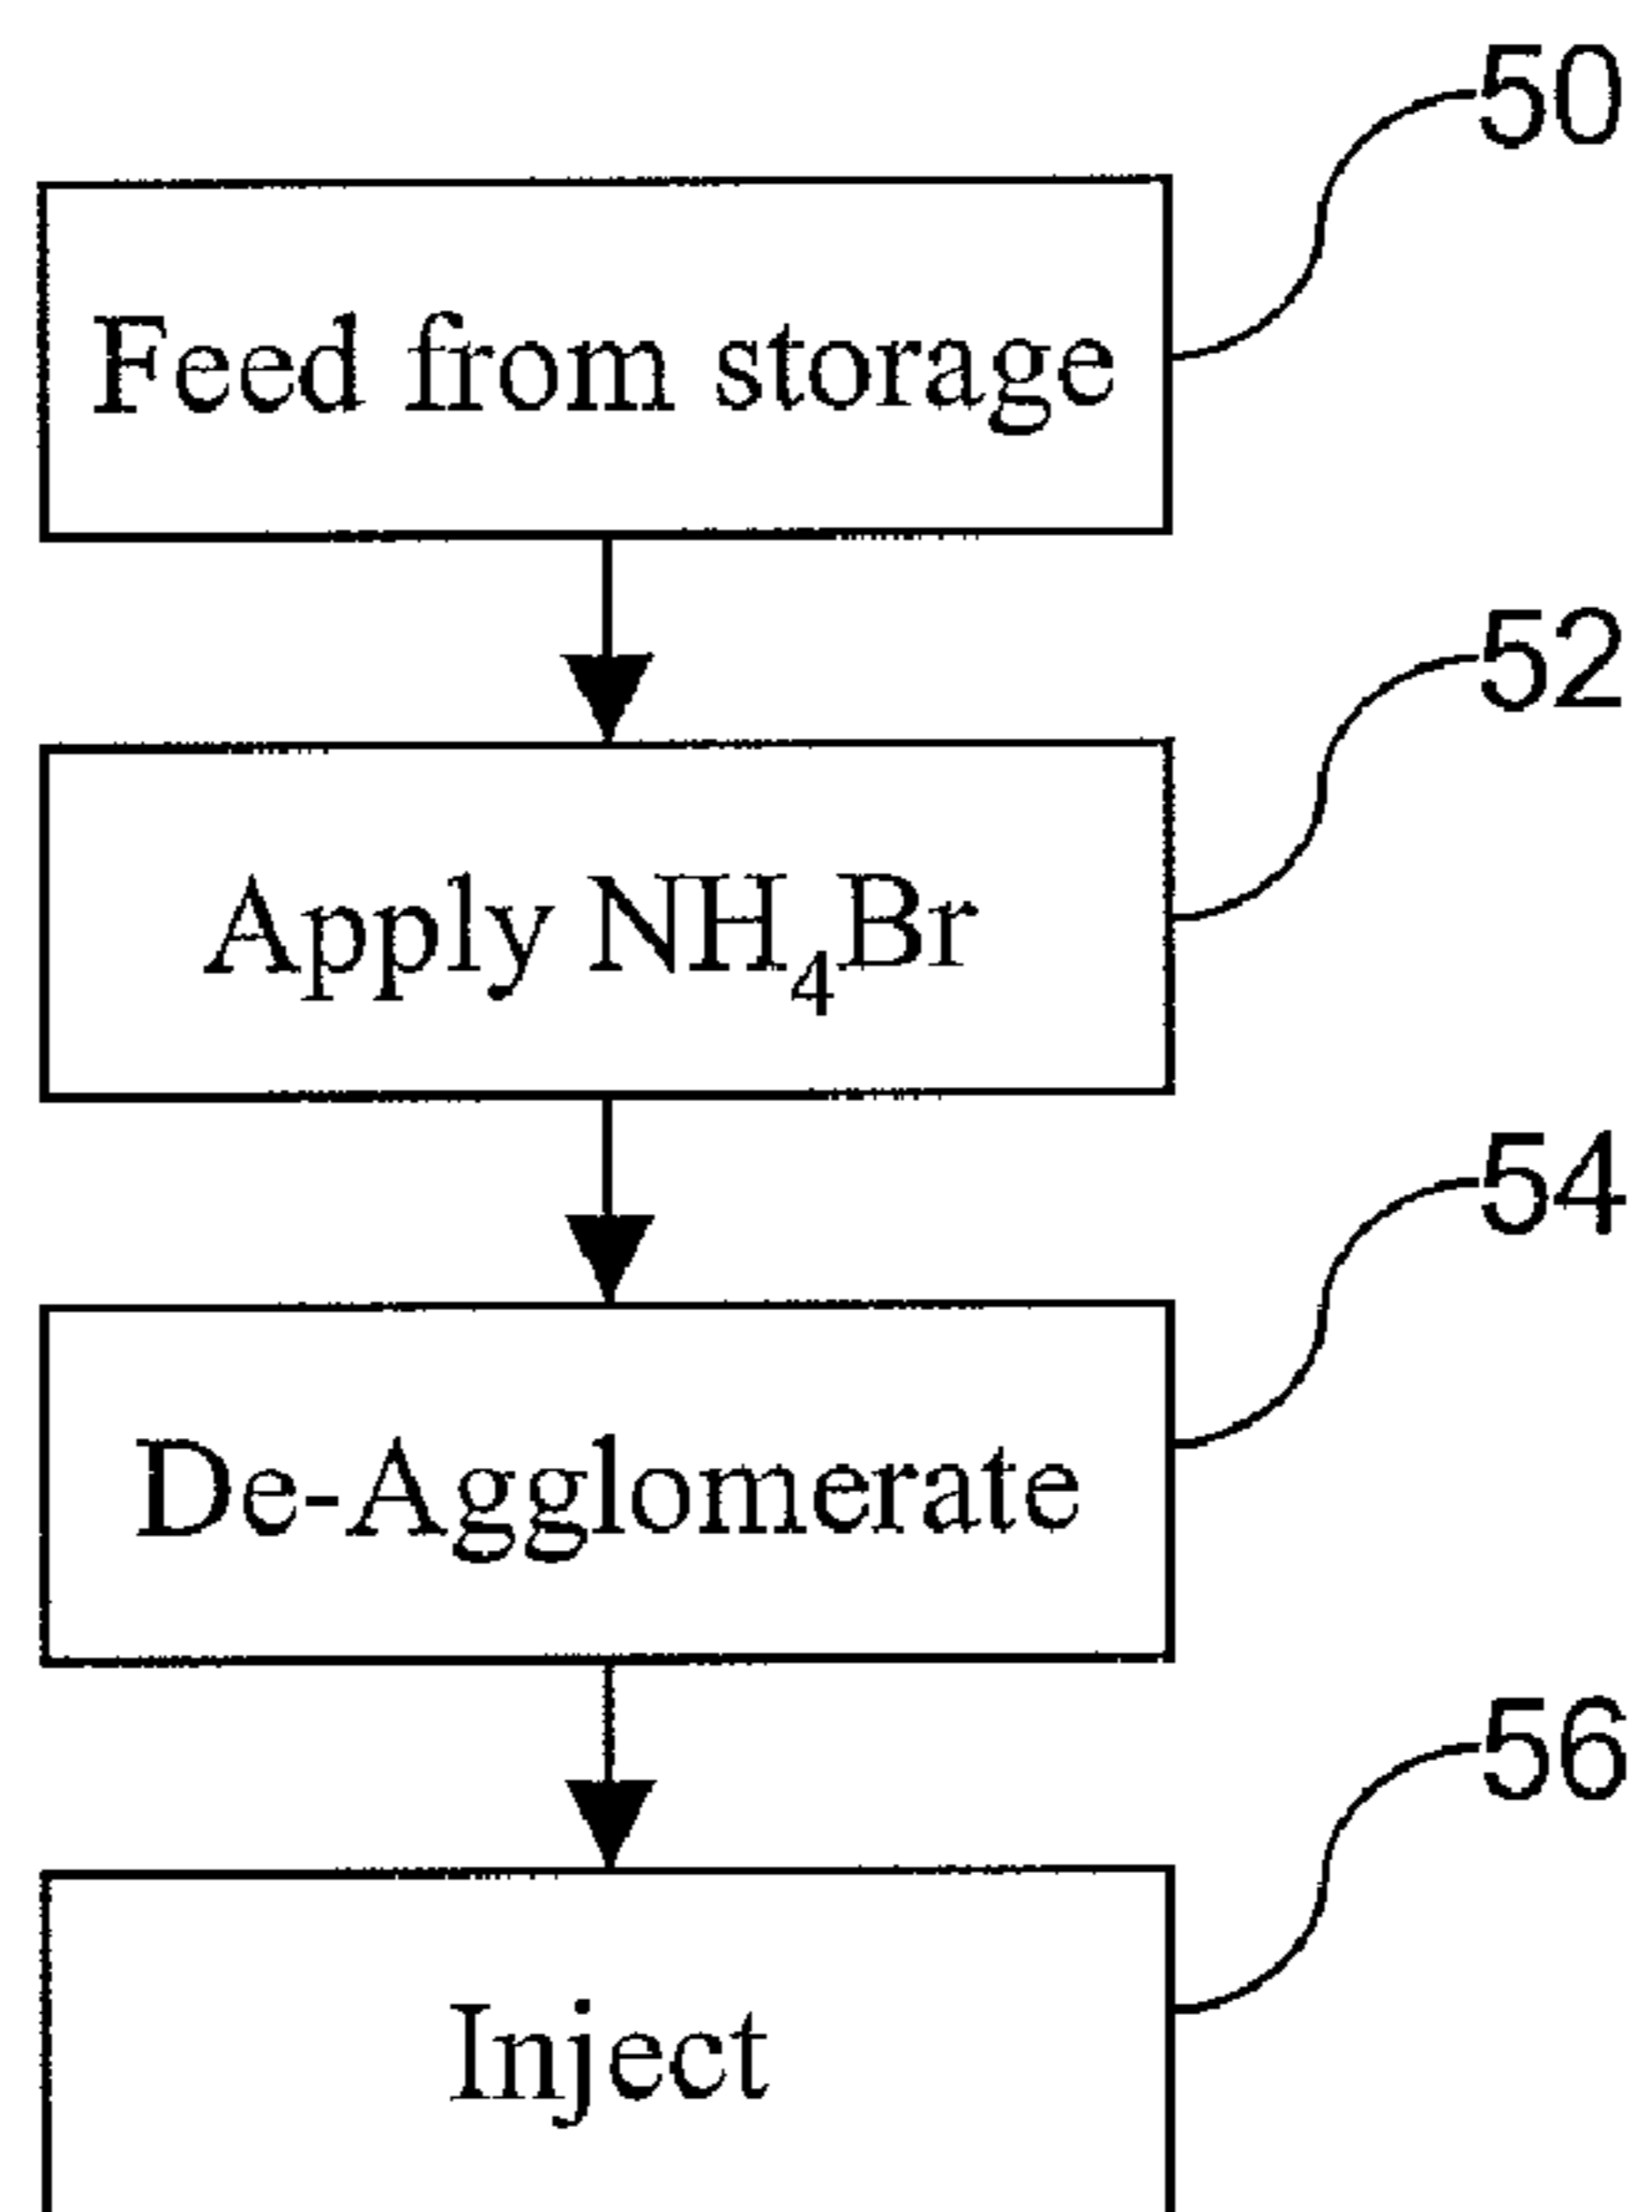 50
Feed from storage
52
Apply NH₄Br
54
De-Agglomerate
56
Inject